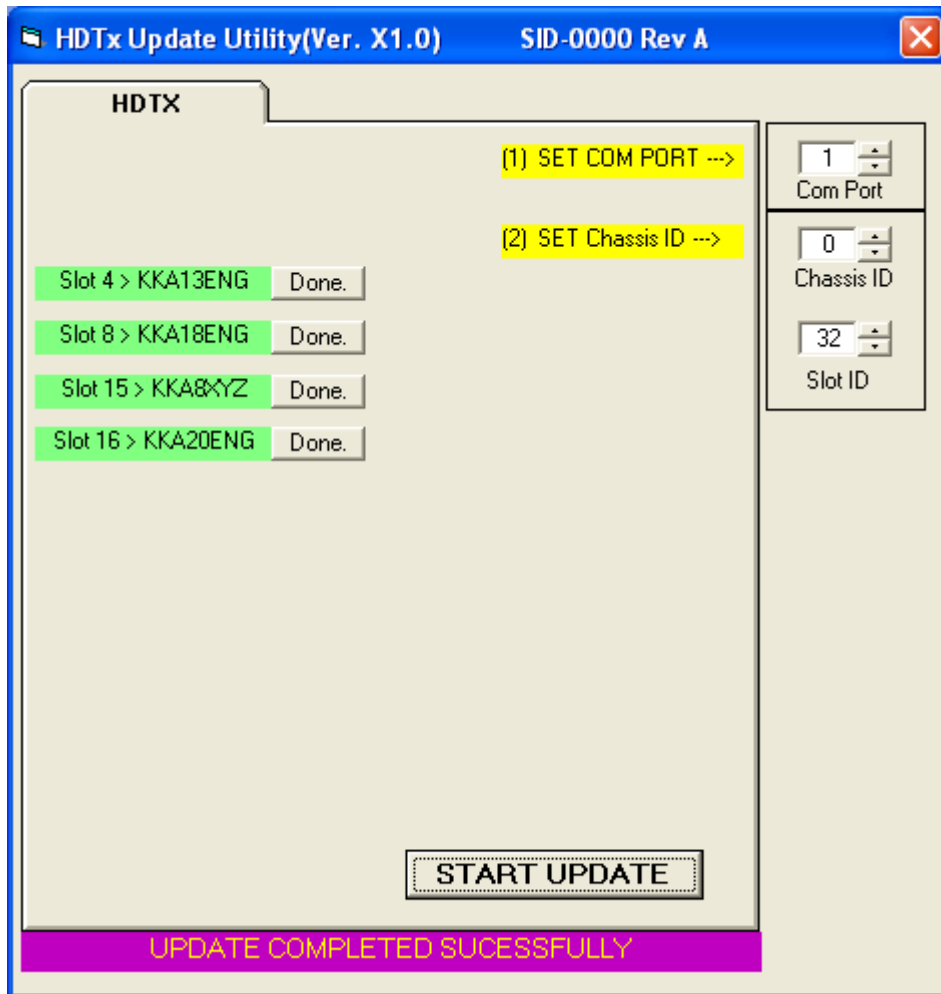 HDTx Update Utility(Ver. X1.0) SID-0000 Rev A
HDTX
(1) SET COM PORT --->
1
Com Port
(2) SET Chassis ID --->
0
Chassis ID
32
Slot ID
Slot 4 > KKA13ENG Done.
Slot 8 > KKA18ENG Done.
Slot 15 > KKA8XYZ Done.
Slot 16 > KKA20ENG Done.
START UPDATE
UPDATE COMPLETED SUCESSFULLY